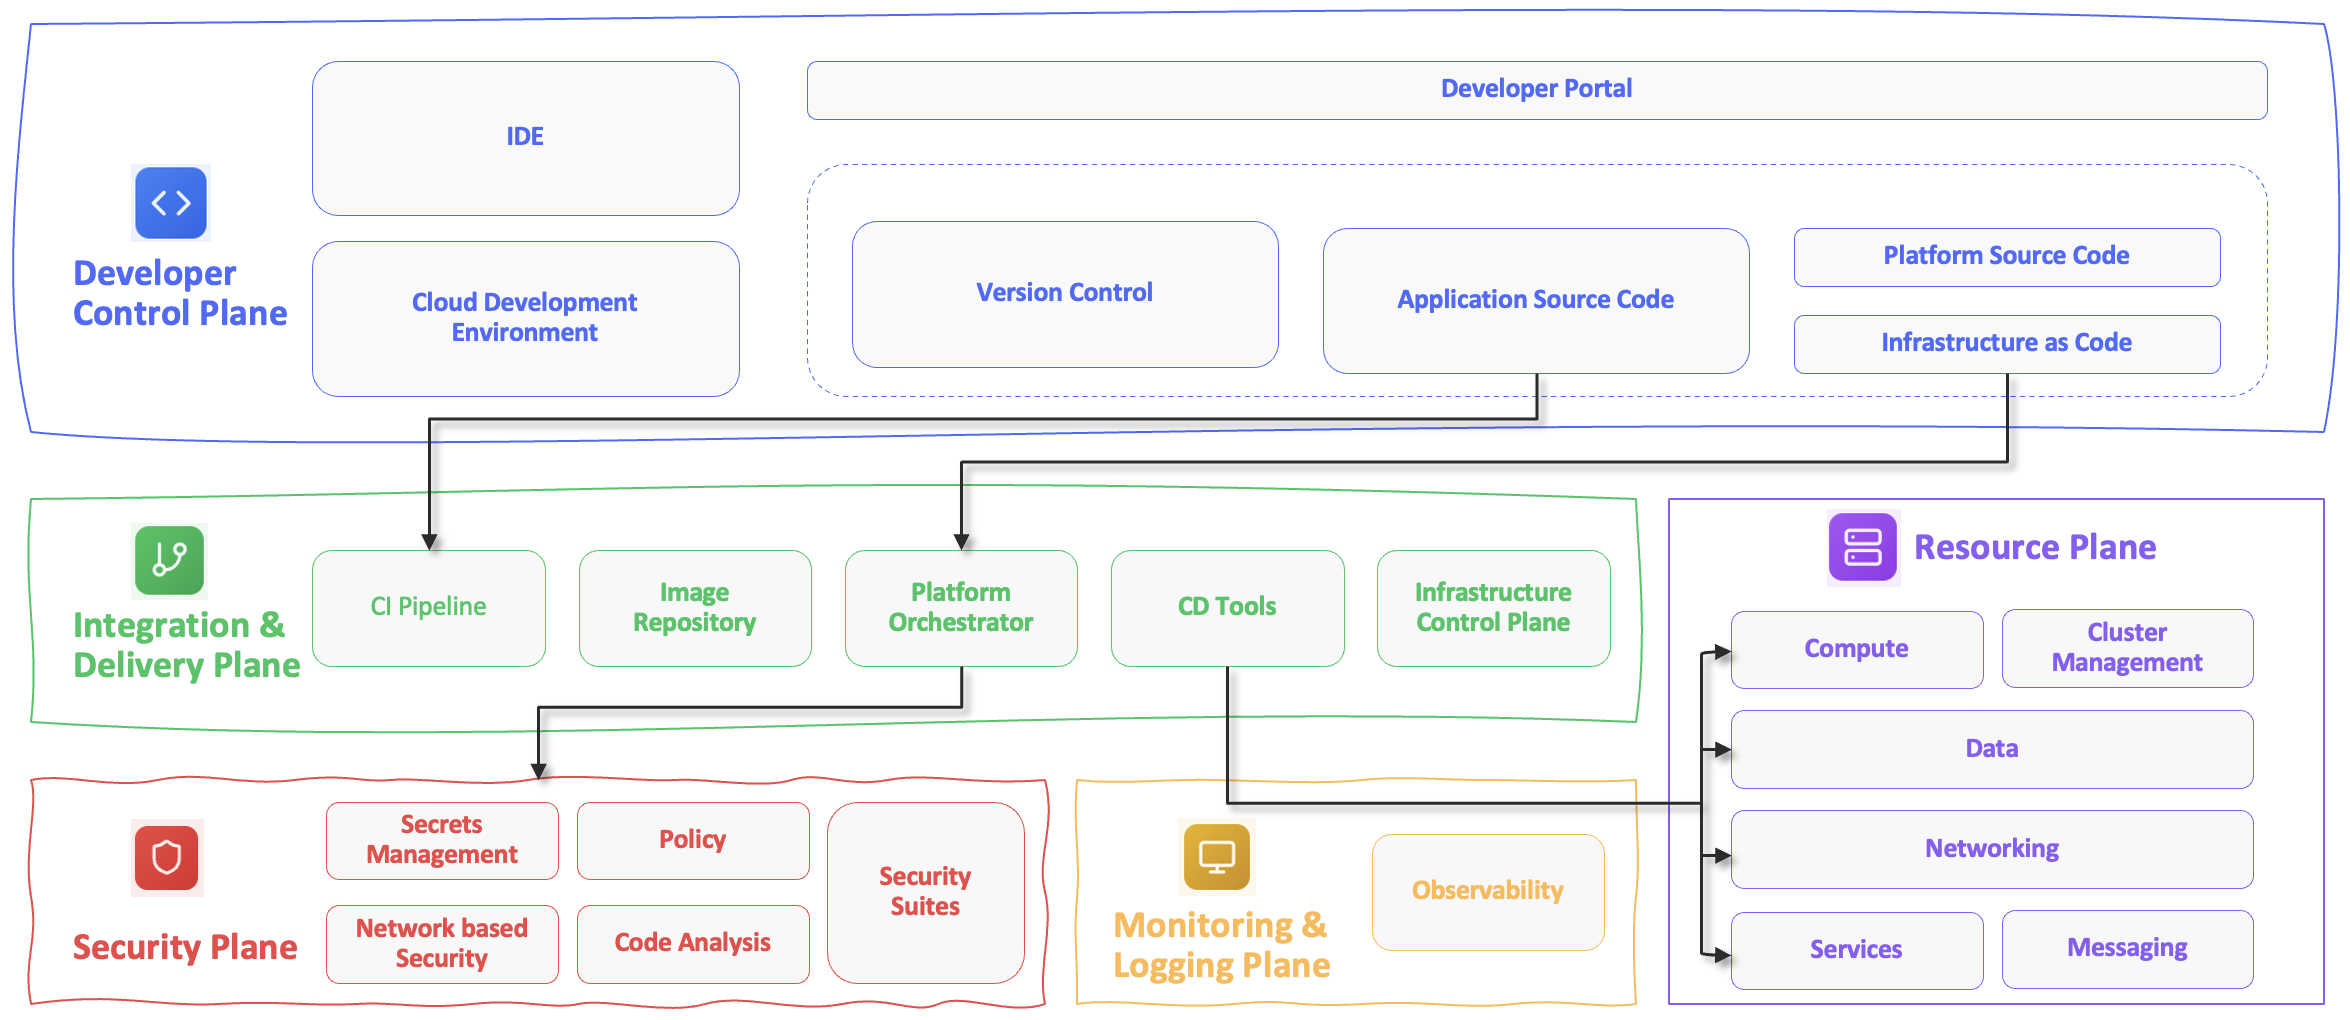 Developer
Control Plane
IDE
Cloud Development
Environment
Developer Portal
Version Control
Application Source Code
Platform Source Code
Infrastructure as Code
Integration &
Delivery Plane
CI Pipeline
Image
Repository
Platform
Orchestrator
CD Tools
Infrastructure
Control Plane
Resource Plane
Compute
Cluster
Management
Data
Networking
Services
Messaging
Security Plane
Secrets
Management
Policy
Network based
Security
Code Analysis
Security
Suites
Monitoring &
Logging Plane
Observability